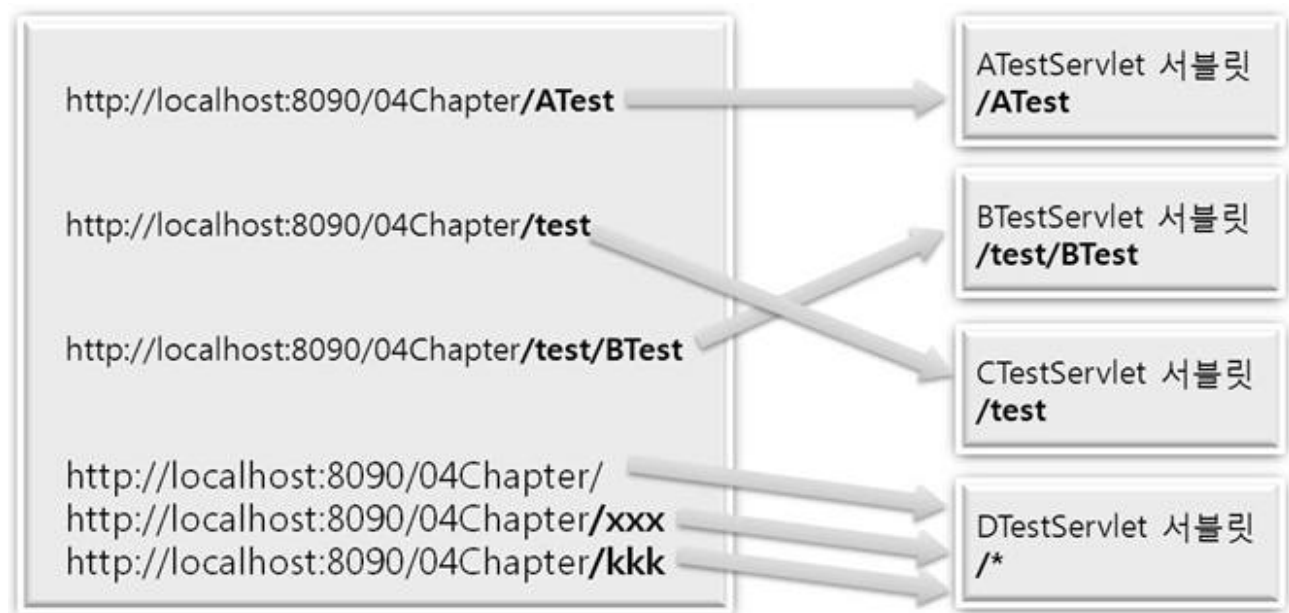 http://localhost:8090/04Chapter/ATest
http://localhost:8090/04Chapter/test
http://localhost:8090/04Chapter/test/BTest
http://localhost:8090/04Chapter/
http://localhost:8090/04Chapter/xxx
http://localhost:8090/04Chapter/kkk
ATestServlet 서블릿
/ATest
BTestServlet 서블릿
/test/BTest
CTestServlet 서블릿
/test
DTestServlet 서블릿
/*